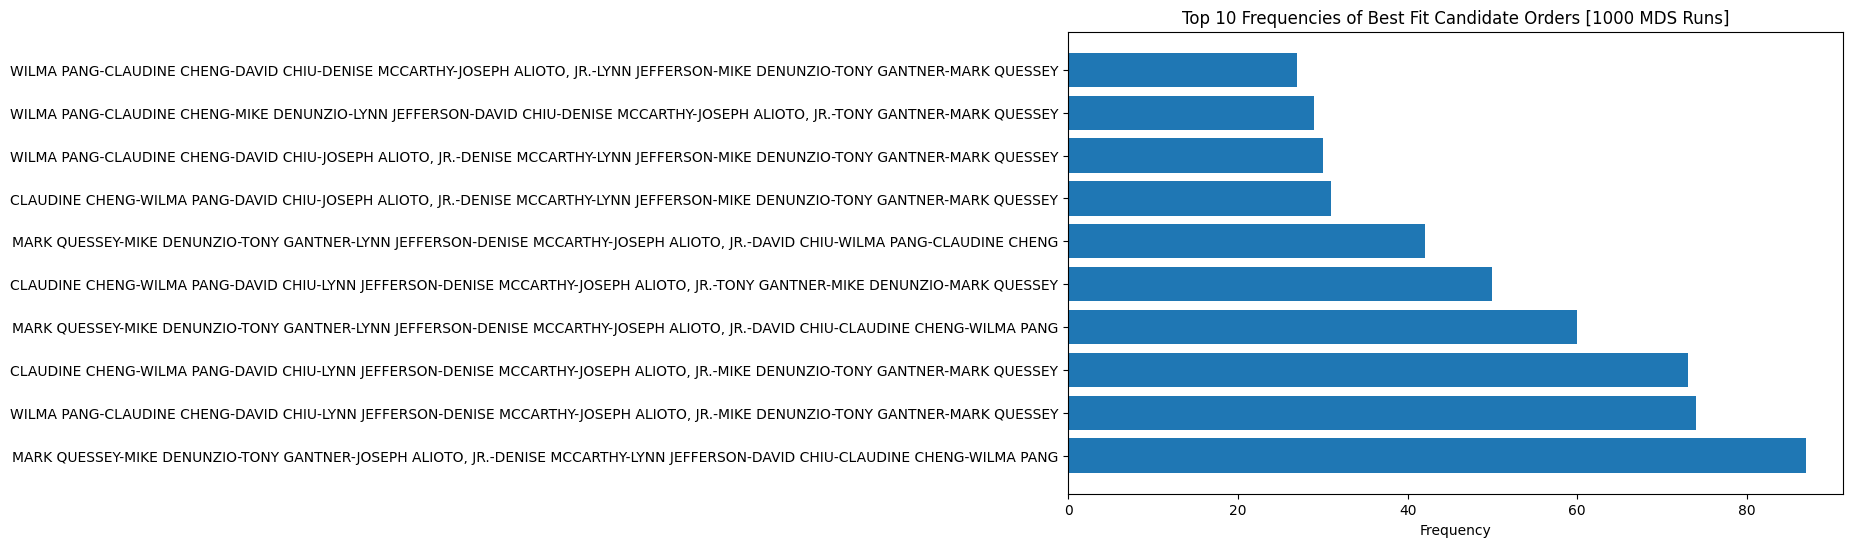 Top 10 Frequencies of Best Fit Candidate Orders [1000 MDS Runs]
WILMA PANG-CLAUDINE CHENG-DAVID CHIU-DENISE MCCARTHY-JOSEPH ALIOTO, JR.-LYNN JEFFERSON-MIKE DENUNZIO-TONY GANTNER-MARK QUESSEY
WILMA PANG-CLAUDINE CHENG-MIKE DENUNZIO-LYNN JEFFERSON-DAVID CHIU-DENISE MCCARTHY-JOSEPH ALIOTO, JR.-TONY GANTNER-MARK QUESSEY
WILMA PANG-CLAUDINE CHENG-DAVID CHIU-JOSEPH ALIOTO, JR.-DENISE MCCARTHY-LYNN JEFFERSON-MIKE DENUNZIO-TONY GANTNER-MARK QUESSEY
CLAUDINE CHENG-WILMA PANG-DAVID CHIU-JOSEPH ALIOTO, JR.-DENISE MCCARTHY-LYNN JEFFERSON-MIKE DENUNZIO-TONY GANTNER-MARK QUESSEY
MARK QUESSEY-MIKE DENUNZIO-TONY GANTNER-LYNN JEFFERSON-DENISE MCCARTHY-JOSEPH ALIOTO, JR.-DAVID CHIU-WILMA PANG-CLAUDINE CHENG
CLAUDINE CHENG-WILMA PANG-DAVID CHIU-LYNN JEFFERSON-DENISE MCCARTHY-JOSEPH ALIOTO, JR.-TONY GANTNER-MIKE DENUNZIO-MARK QUESSEY
MARK QUESSEY-MIKE DENUNZIO-TONY GANTNER-LYNN JEFFERSON-DENISE MCCARTHY-JOSEPH ALIOTO, JR.-DAVID CHIU-CLAUDINE CHENG-WILMA PANG
CLAUDINE CHENG-WILMA PANG-DAVID CHIU-LYNN JEFFERSON-DENISE MCCARTHY-JOSEPH ALIOTO, JR.-MIKE DENUNZIO-TONY GANTNER-MARK QUESSEY
WILMA PANG-CLAUDINE CHENG-DAVID CHIU-LYNN JEFFERSON-DENISE MCCARTHY-JOSEPH ALIOTO, JR.-MIKE DENUNZIO-TONY GANTNER-MARK QUESSEY
MARK QUESSEY-MIKE DENUNZIO-TONY GANTNER-JOSEPH ALIOTO, JR.-DENISE MCCARTHY-LYNN JEFFERSON-DAVID CHIU-CLAUDINE CHENG-WILMA PANG
0 20 40 60 80
Frequency